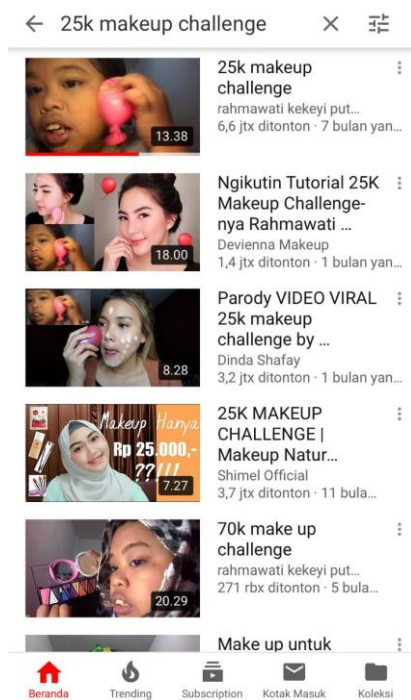 25k makeup challenge
13.38
25k makeup
challenge
rahmawati kekeyi put...
6,6 jtx ditonton · 7 bulan yan...
18.00
Ngikutin Tutorial 25K
Makeup Challenge-
nya Rahmawati ...
Devienna Makeup
1,4 jtx ditonton · 1 bulan yan...
8.28
Parody VIDEO VIRAL
25k makeup
challenge by ...
Dinda Shafay
3,2 jtx ditonton · 1 bulan yan...
Makeup Hanya
Rp 25.000,-
??!!!
7.27
25K MAKEUP
CHALLENGE |
Makeup Natur...
Shimel Official
3,7 jtx ditonton · 11 bula...
20.29
70k make up
challenge
rahmawati kekeyi put...
271 rbx ditonton · 5 bula...
Make up untuk
Beranda
Trending
Subscription
Kotak Masuk
Koleksi